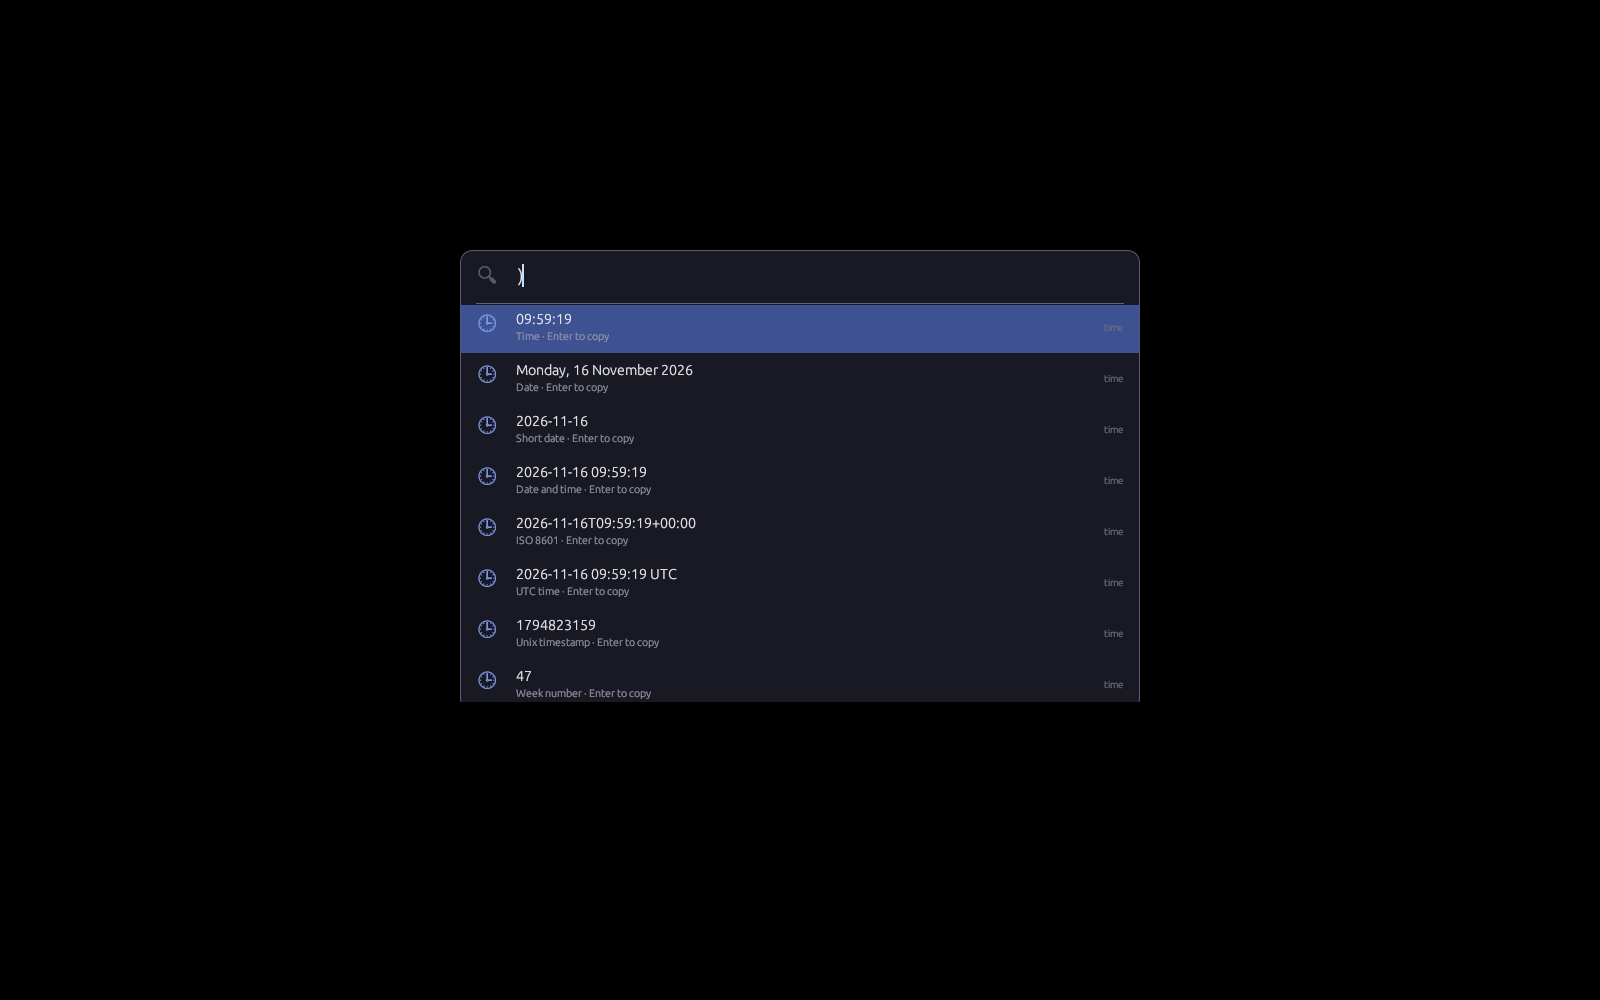 )
09:59:19
Time · Enter to copy
time
Monday, 16 November 2026
Date · Enter to copy
time
2026-11-16
Short date · Enter to copy
time
2026-11-16 09:59:19
Date and time · Enter to copy
time
2026-11-16T09:59:19+00:00
ISO 8601 · Enter to copy
time
2026-11-16 09:59:19 UTC
UTC time · Enter to copy
time
1794823159
Unix timestamp · Enter to copy
time
47
Week number · Enter to copy
time